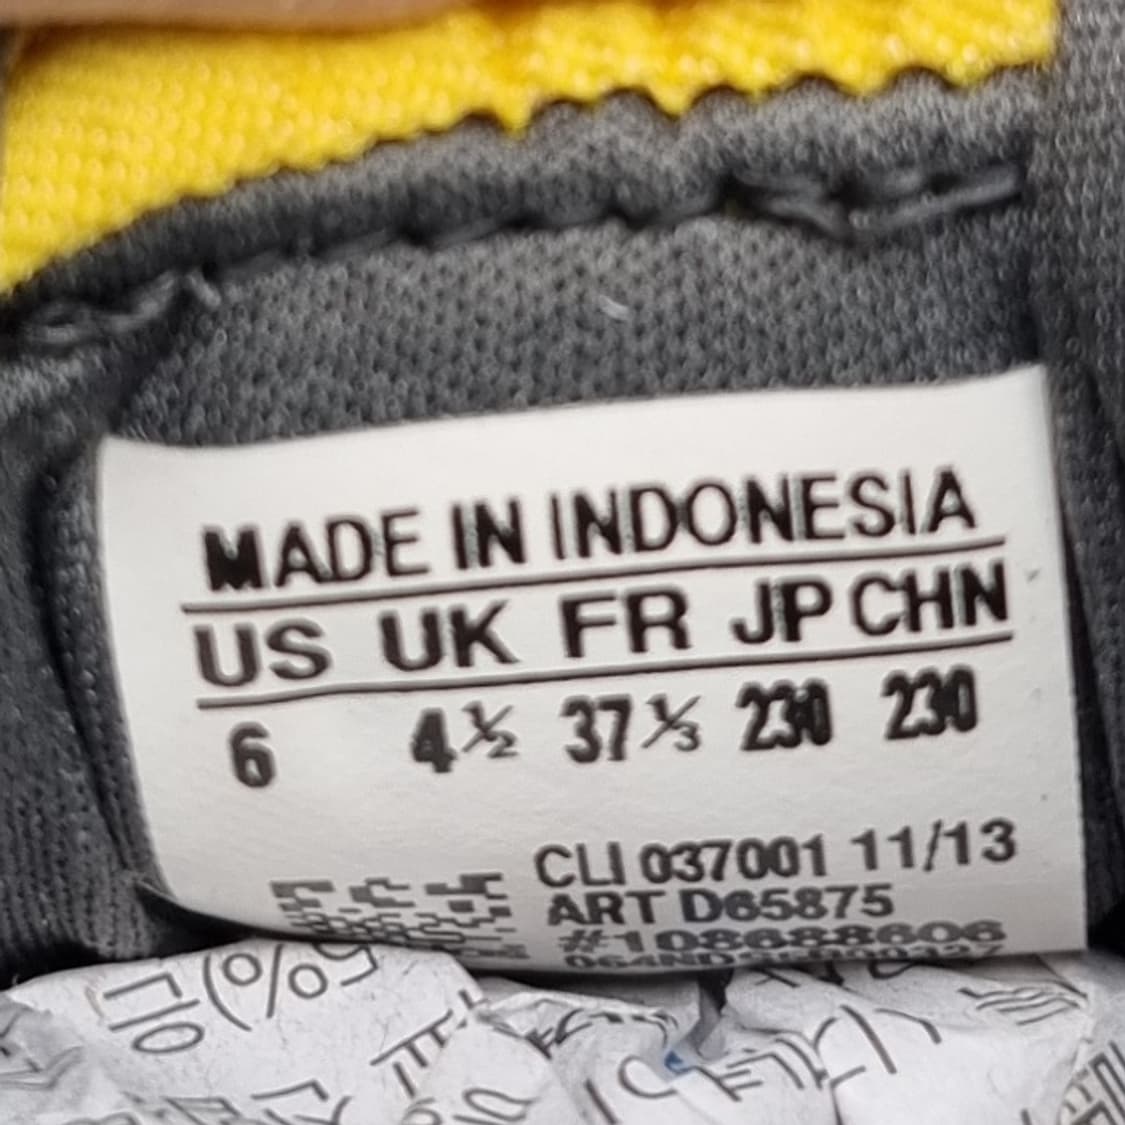 MADE IN INDONESIA
US UK FR JP CHN
6 4½ 37⅓ 230 230
CLI 037001 11/13
ART D65875
#108688606